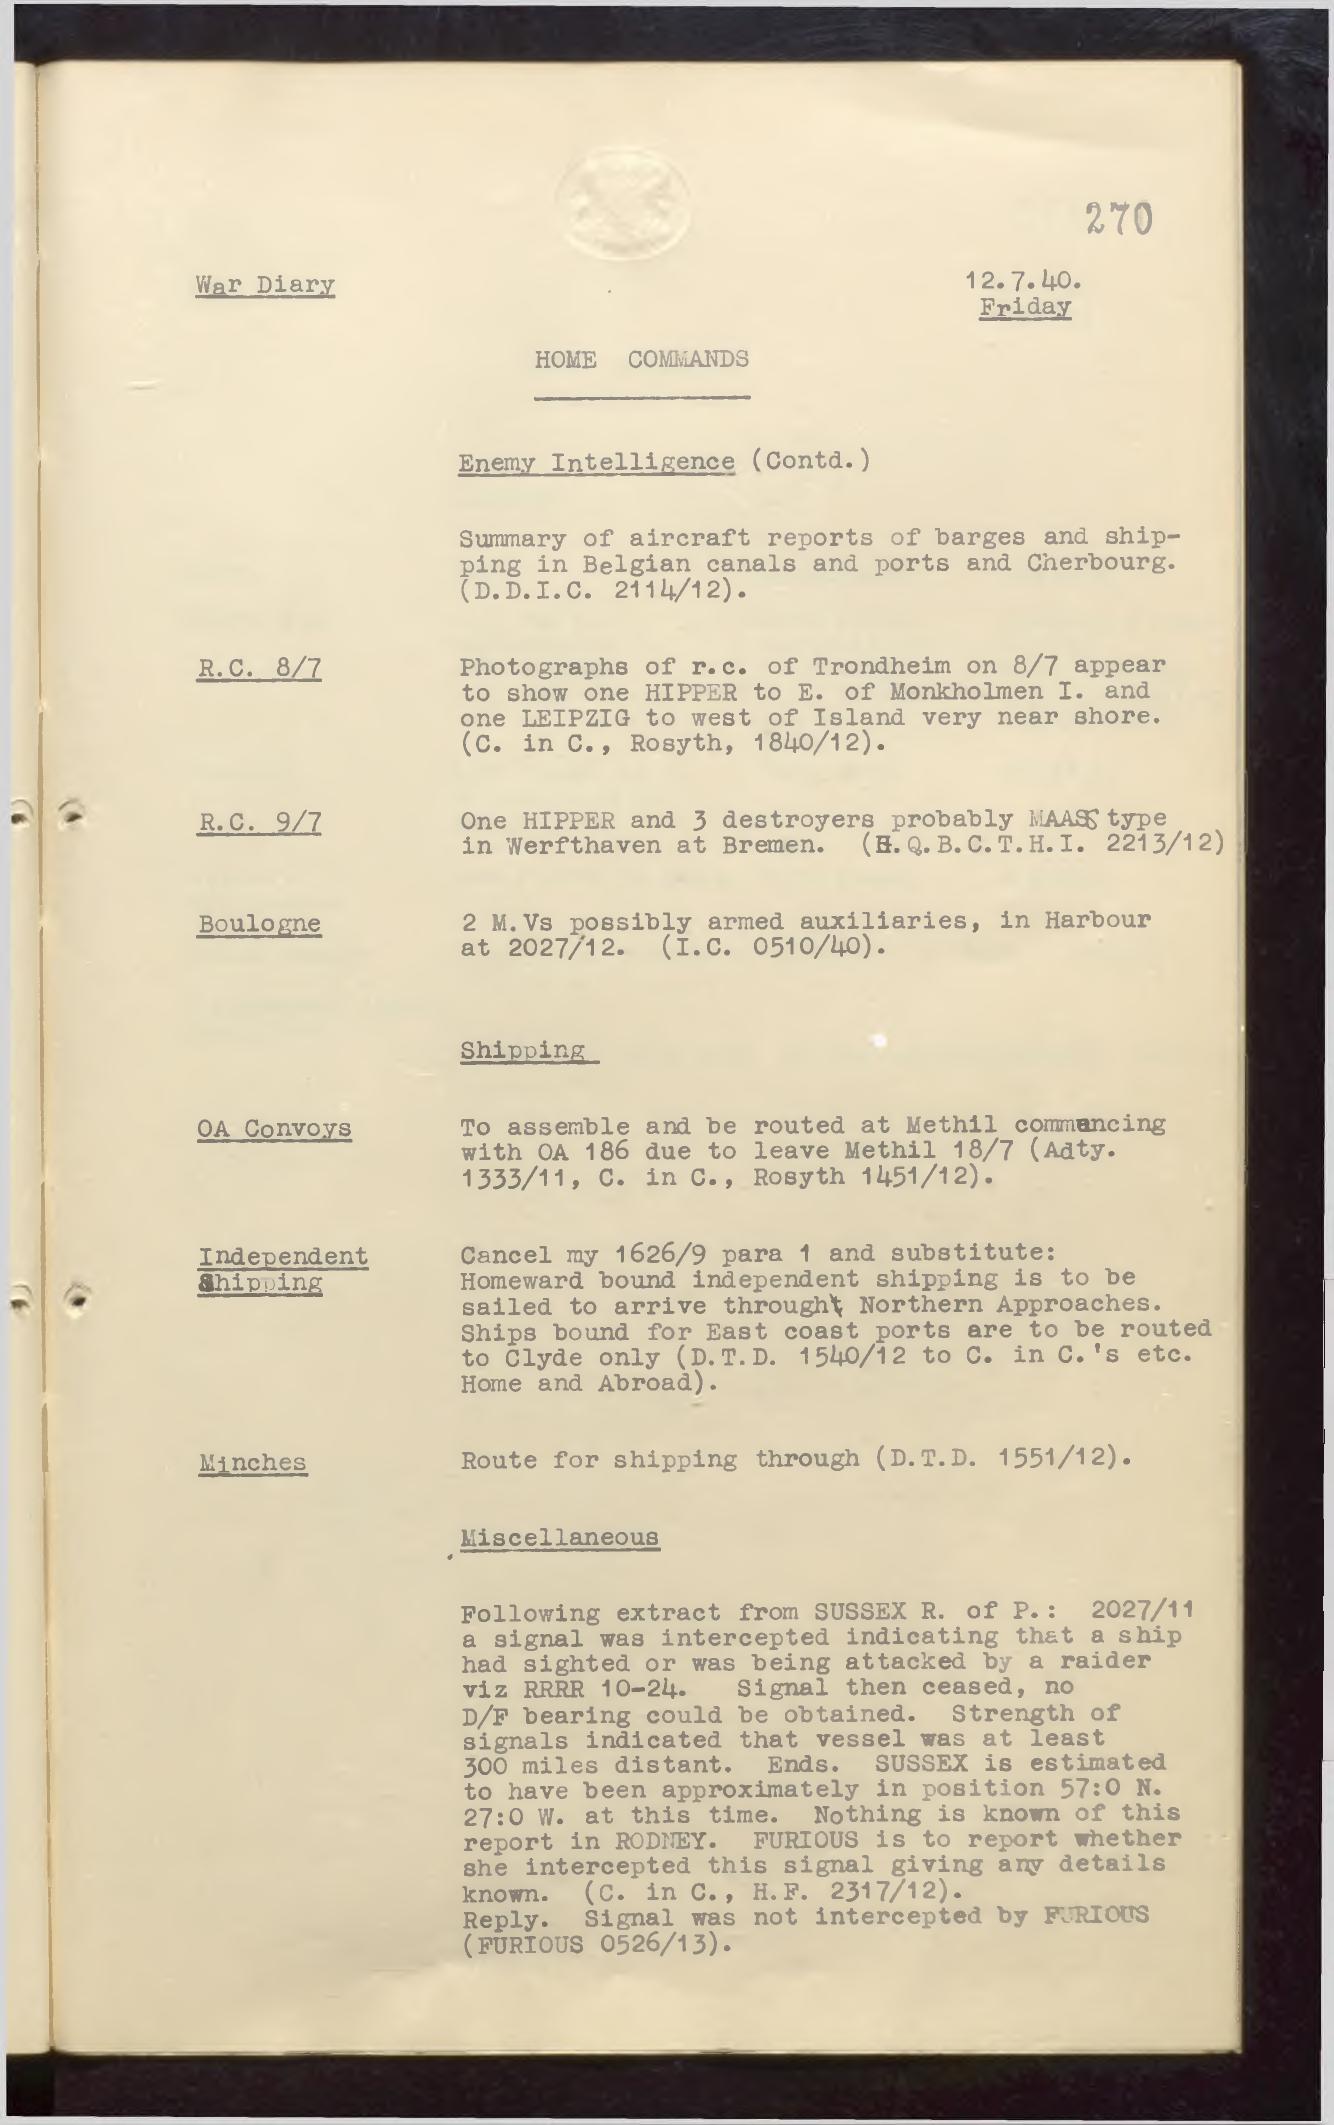 270
War Diary
12.7.40.
Friday
HOME COMMANDS
Enemy Intelligence (Contd.)
Summary of aircraft reports of barges and ship-
ping in Belgian canals and ports and Cherbourg.
(D.D.I.C. 2114/12).
R.C. 8/7
Photographs of r.c. of Trondheim on 8/7 appear
to show one HIPPER to E. of Monkholmen I. and
one LEIPZIG to west of Island very near shore.
(C. in C., Rosyth, 1840/12).
R.C. 9/7
One HIPPER and 3 destroyers probably MAASS type
in Werfthaven at Bremen. (H.Q.B.C.T.H.I. 2213/12)
Boulogne
2 M.Vs possibly armed auxiliaries, in Harbour
at 2027/12. (I.C. 0510/40).
Shipping
OA Convoys
To assemble and be routed at Methil commencing
with OA 186 due to leave Methil 18/7 (Adty.
1333/11, C. in C., Rosyth 1451/12).
Independent
Shipping
Cancel my 1626/9 para 1 and substitute:
Homeward bound independent shipping is to be
sailed to arrive through Northern Approaches.
Ships bound for East coast ports are to be routed
to Clyde only (D.T.D. 1540/12 to C. in C.'s etc.
Home and Abroad).
Minches
Route for shipping through (D.T.D. 1551/12).
Miscellaneous
Following extract from SUSSEX R. of P.: 2027/11
a signal was intercepted indicating that a ship
had sighted or was being attacked by a raider
viz RRRR 10-24. Signal then ceased, no
D/F bearing could be obtained. Strength of
signals indicated that vessel was at least
300 miles distant. Ends. SUSSEX is estimated
to have been approximately in position 57:0 N.
27:0 W. at this time. Nothing is known of this
report in RODNEY. FURIOUS is to report whether
she intercepted this signal giving any details
known. (C. in C., H.F. 2317/12).
Reply. Signal was not intercepted by FURIOUS
(FURIOUS 0526/13).